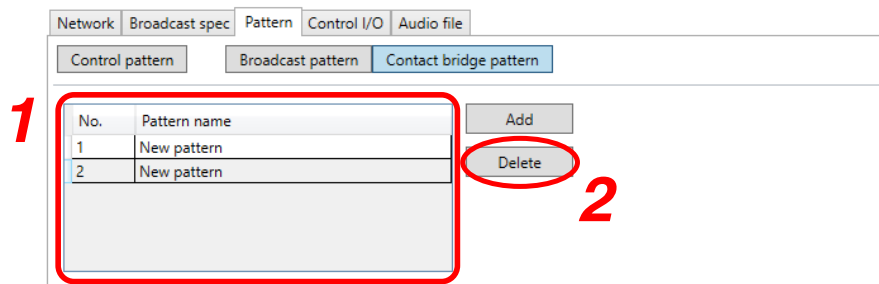 Network Broadcast spec Pattern Control I/O Audio file
Control pattern Broadcast pattern Contact bridge pattern
1
No. Pattern name
Add
1 New pattern
Delete
2 New pattern
2